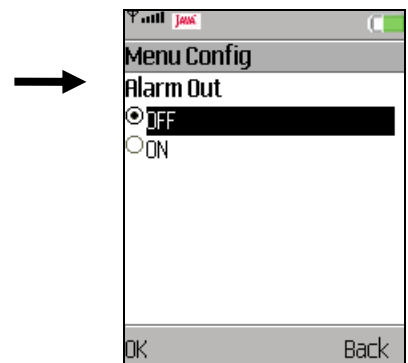 JAVA
Menu Config
Alarm Out
OFF
ON
OK Back